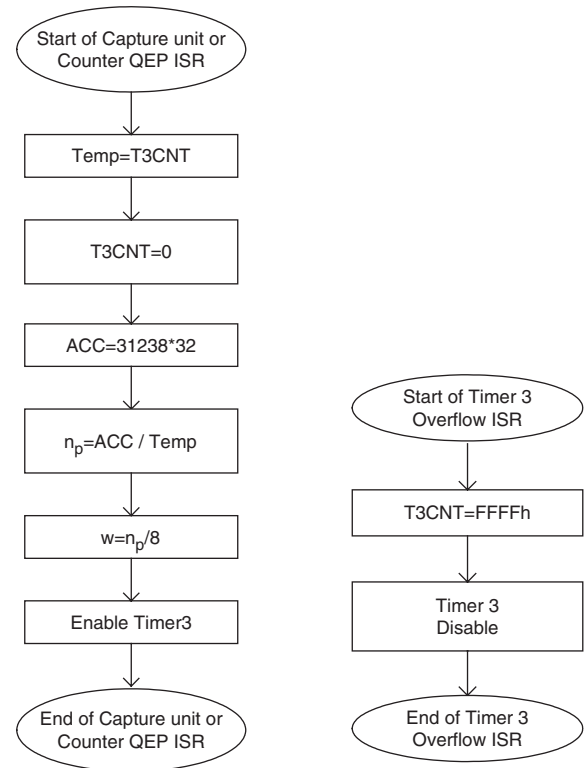 Start of Capture unit or
Counter QEP ISR
Temp=T3CNT
T3CNT=0
ACC=31238*32
np=ACC / Temp
w=np/8
Enable Timer3
End of Capture unit or
Counter QEP ISR
Start of Timer 3
Overflow ISR
T3CNT=FFFFh
Timer 3
Disable
End of Timer 3
Overflow ISR